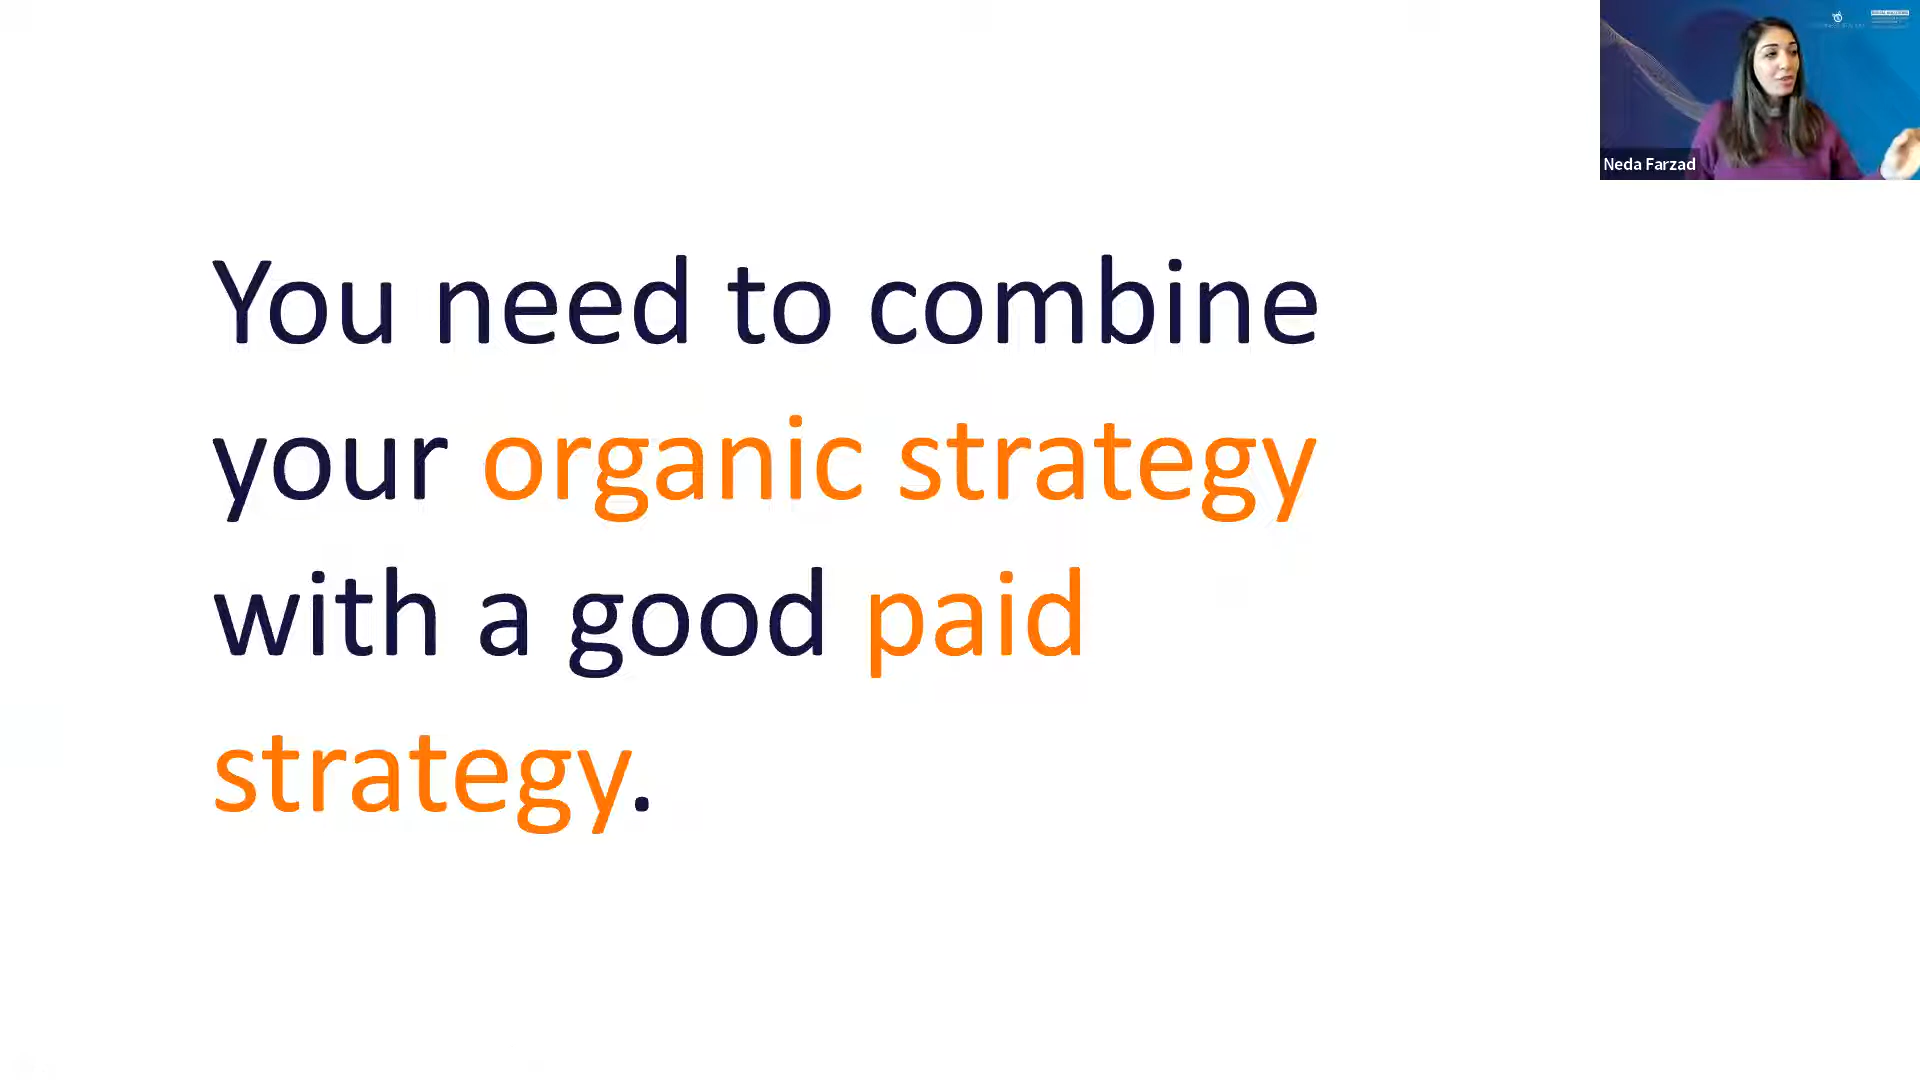 You need to combine
your organic strategy
with a good paid
strategy.
Neda Farzad